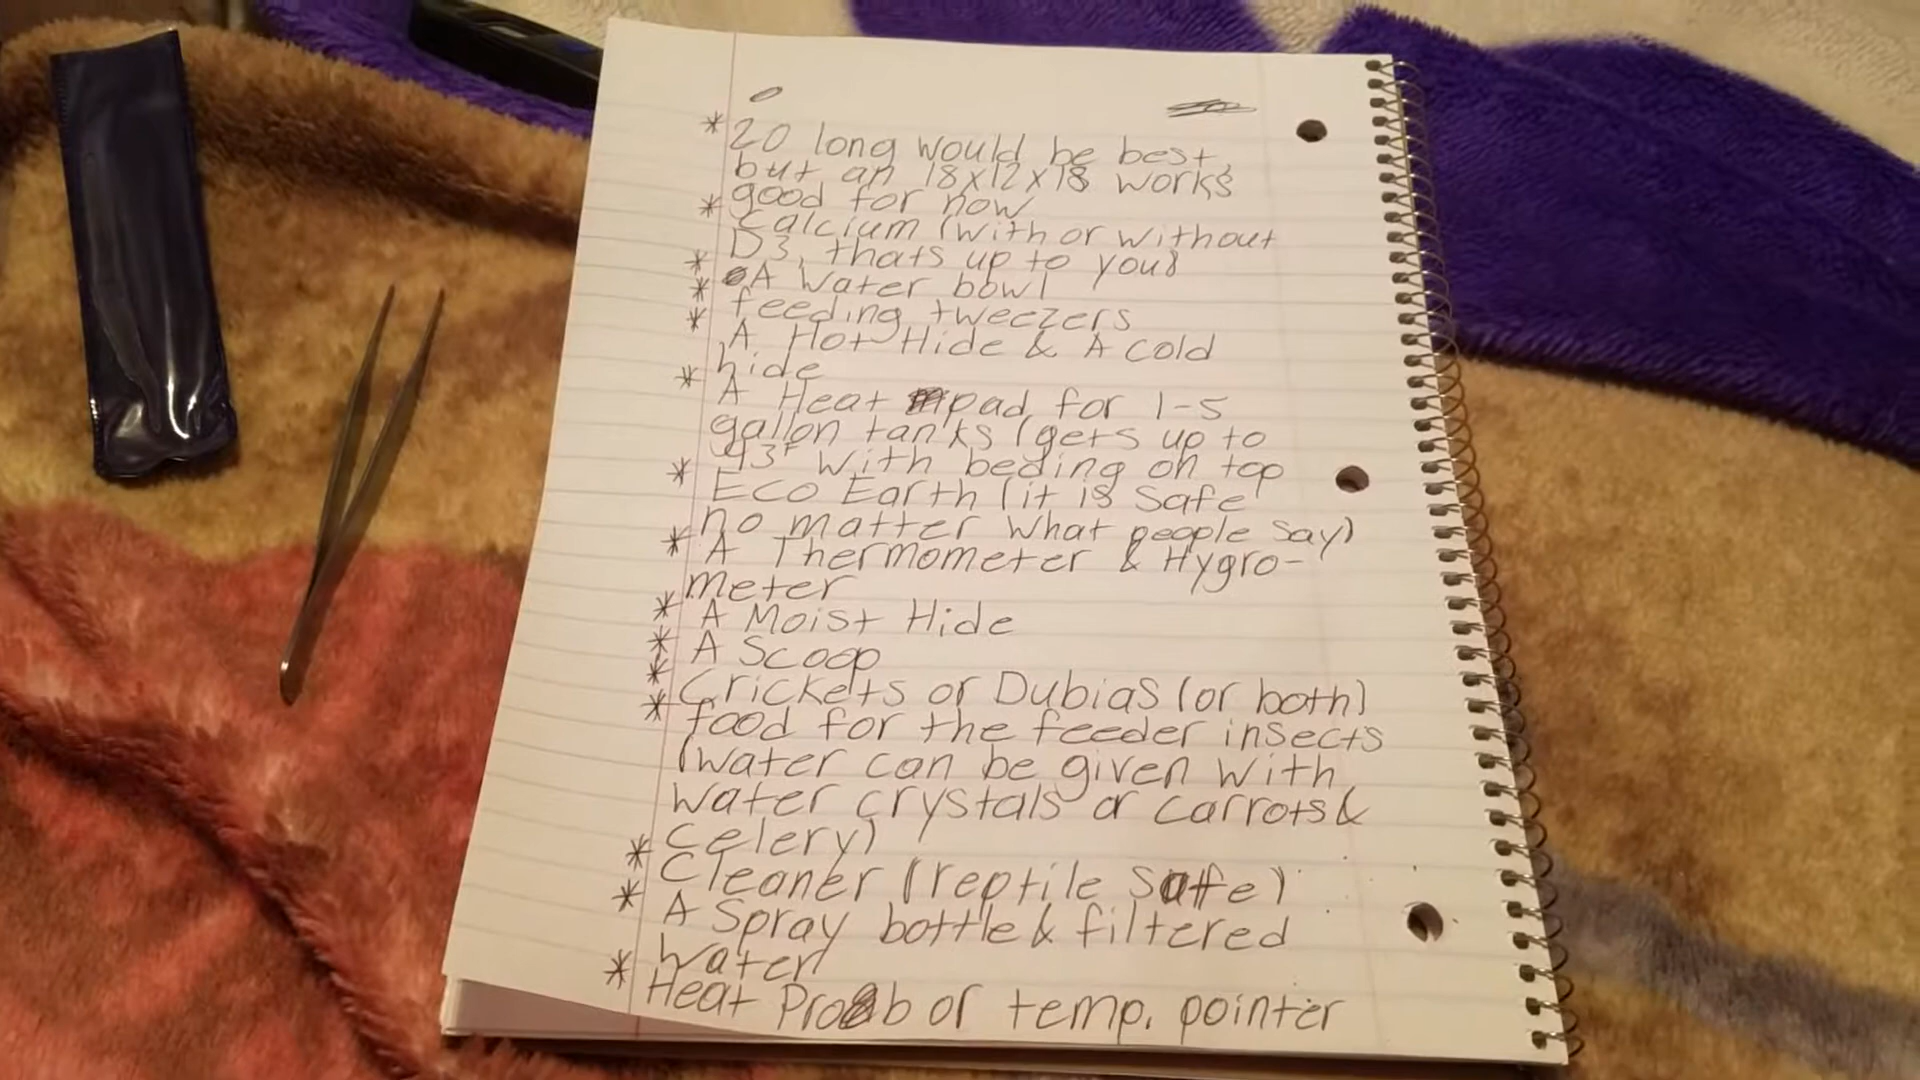 * 20 long would be best,
but an 18x12x18 works
good for now
* Calcium (with or without
D3, thats up to you)
* A Water bowl
* feeding tweezers
* A Hot Hide & A cold
hide
* A Heat pad for 1-5
gallon tanks (gets up to
93° with beding on top
* Eco Earth (it is safe
no matter what people say)
* A Thermometer & Hygro-
meter
* A Moist Hide
* A Scoop
* Crickets or Dubias (or both)
* food for the feeder insects
(water can be given with
water crystals or carrots &
celery)
* Cleaner (reptile safe)
* A Spray bottle & filtered
Water
* Heat Prob or temp. pointer